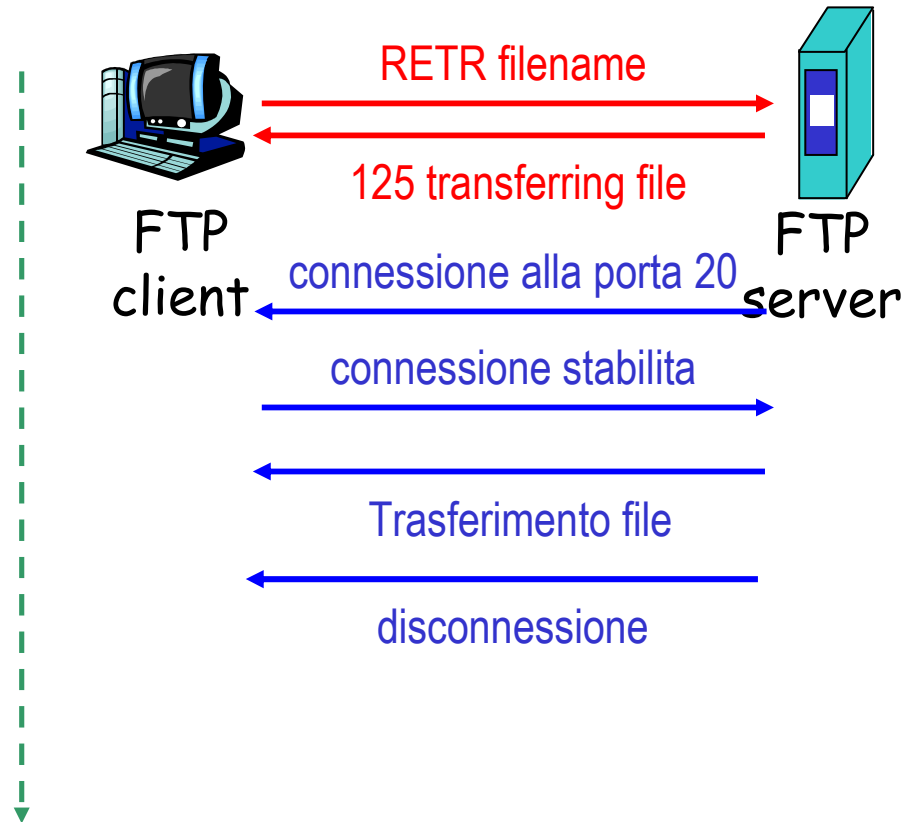 RETR filename
125 transferring file
FTP
client
FTP
server
connessione alla porta 20
connessione stabilita
Trasferimento file
disconnessione